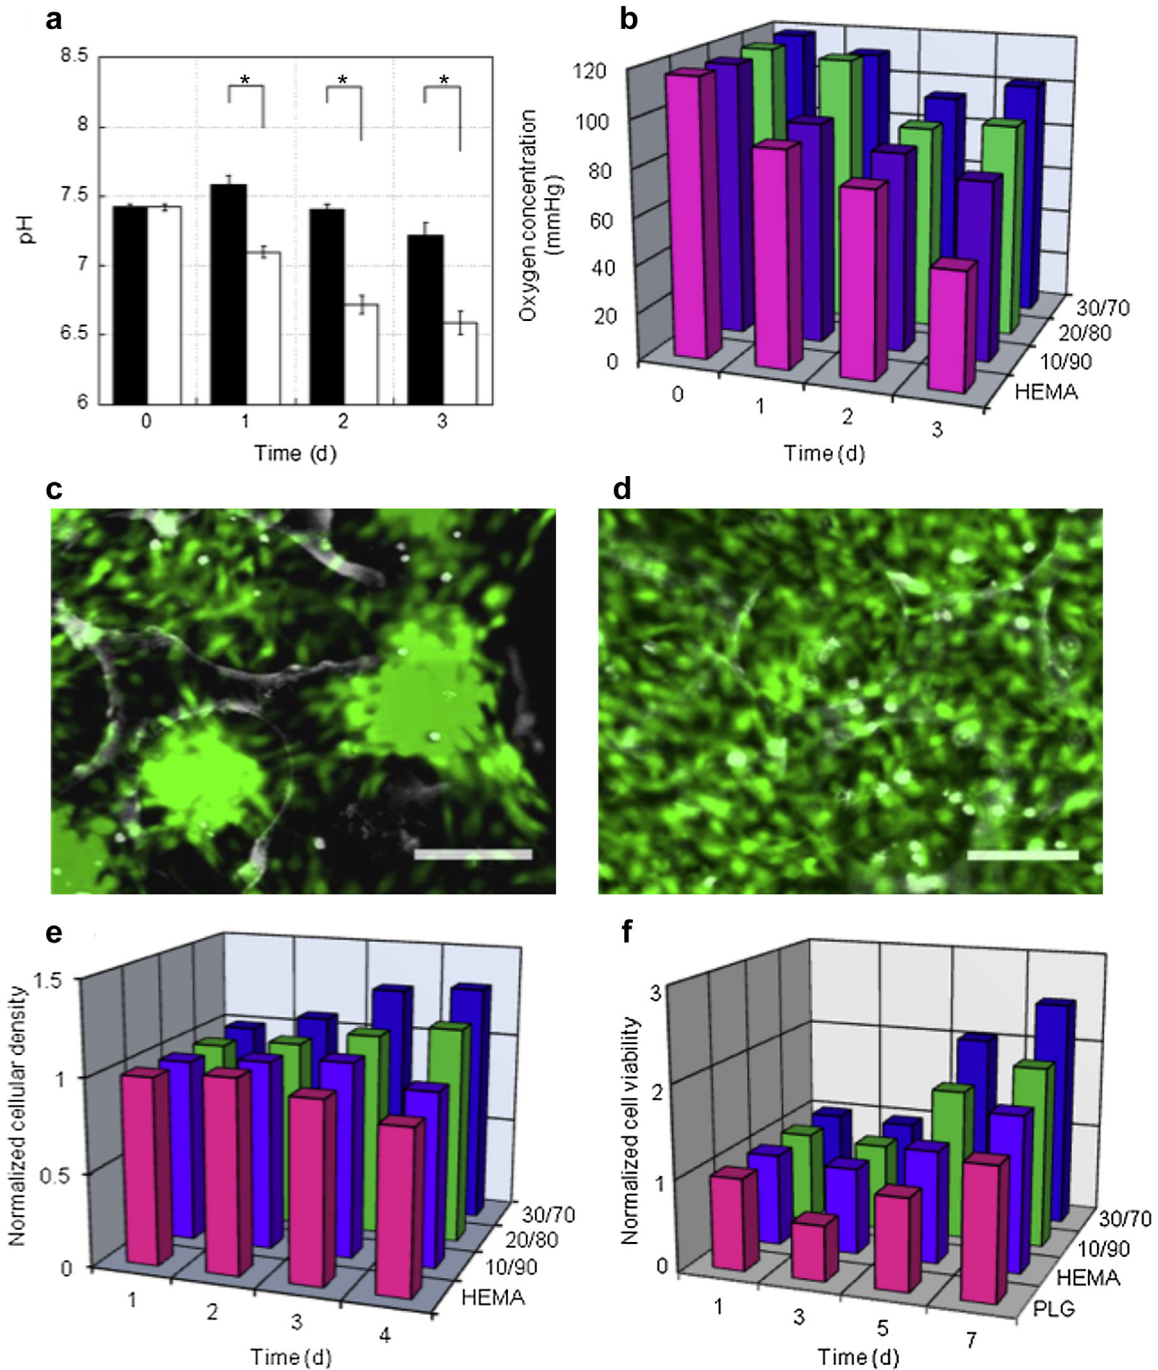 a
8.5
8
7.5
7
6.5
6
pH
* * *
0 1 2 3
Time (d)
b
120
100
80
60
40
20
0
Oxygen concentration
(mmHg)
0 1 2 3
Time (d)
30/70
20/80
10/90
HEMA
c
d
e
1.5
1
0.5
0
Normalized cellular density
1 2 3 4
Time (d)
30/70
20/80
10/90
HEMA
f
3
2
1
0
Normalized cell viability
1 3 5 7
Time (d)
30/70
10/90
HEMA
PLG